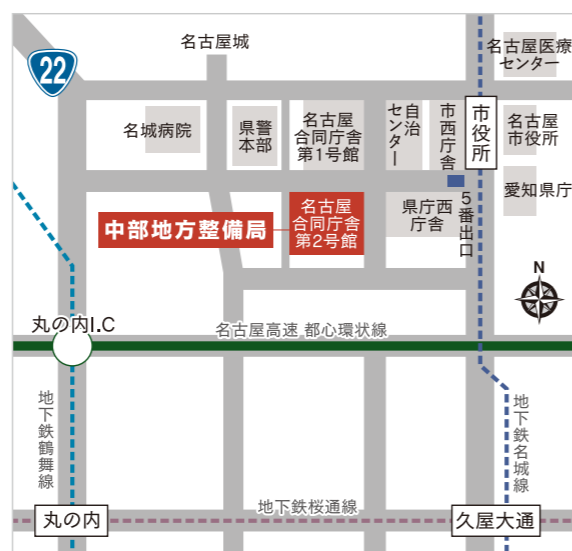 名古屋城
名古屋医療
センター
22
名城病院
県警
本部
名古屋
合同庁舎
第1号館
自治
センター
市西庁舎
市役所
名古屋
市役所
中部地方整備局
名古屋
合同庁舎
第2号館
県庁西
庁舎
5番出口
愛知県庁
N
丸の内I.C
名古屋高速 都心環状線
地下鉄鶴舞線
地下鉄名城線
地下鉄桜通線
丸の内
久屋大通